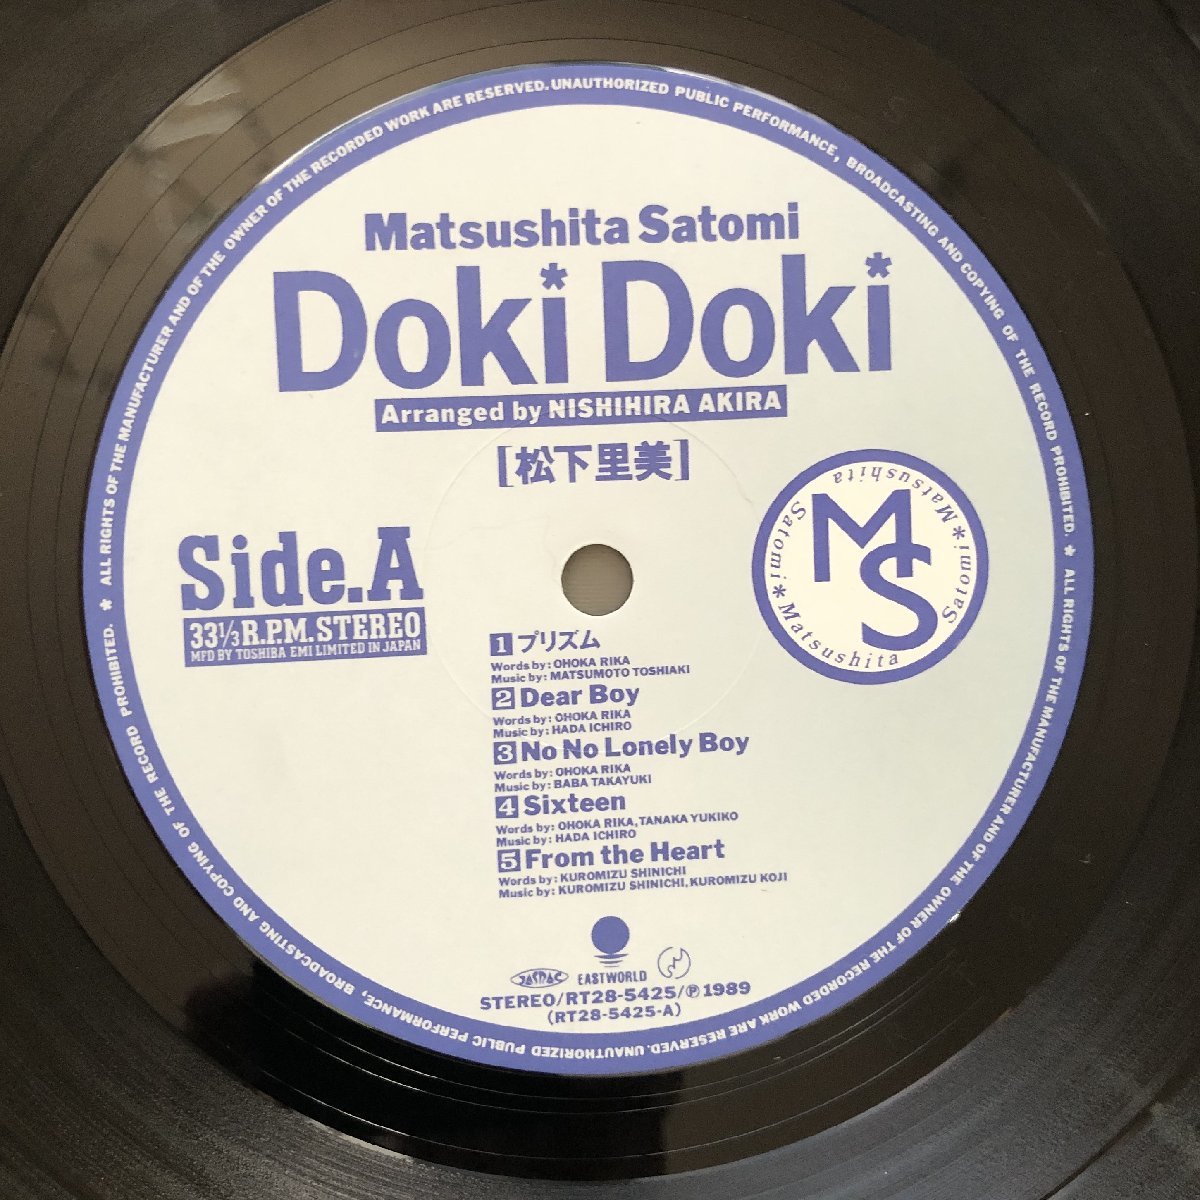 ALL RIGHTS OF THE MANUFACTURER AND OF THE OWNER OF THE RECORDED WORK ARE RESERVED. UNAUTHORIZED PUBLIC PERFORMANCE, BROADCASTING AND COPYING OF THE RECORD PROHIBITED. *
ALL RIGHTS OF THE MANUFACTURER AND OF THE OWNER OF THE RECORDED WORK ARE RESERVED. UNAUTHORIZED PUBLIC PERFORMANCE, BROADCASTING AND COPYING OF THE RECORD PROHIBITED. *
Matsushita Satomi
Doki Doki
Arranged by NISHIHIRA AKIRA
[松下里美]
Side.A
33 1/3 R.P.M. STEREO
MFD BY TOSHIBA EMI LIMITED IN JAPAN
MS
Matsushita*Satomi*Matsushita*Satomi
1 プリズム
Words by: OHOKA RIKA
Music by: MATSUMOTO TOSHIAKI
2 Dear Boy
Words by: OHOKA RIKA
Music by: HADA ICHIRO
3 No No Lonely Boy
Words by: OHOKA RIKA
Music by: BABA TAKAYUKI
4 Sixteen
Words by: OHOKA RIKA, TANAKA YUKIKO
Music by: HADA ICHIRO
5 From the Heart
Words by: KUROMIZU SHINICHI
Music by: KUROMIZU SHINICHI, KUROMIZU KOJI
JASRAC EASTWORLD
STEREO/RT28-5425/℗1989
(RT28-5425-A)